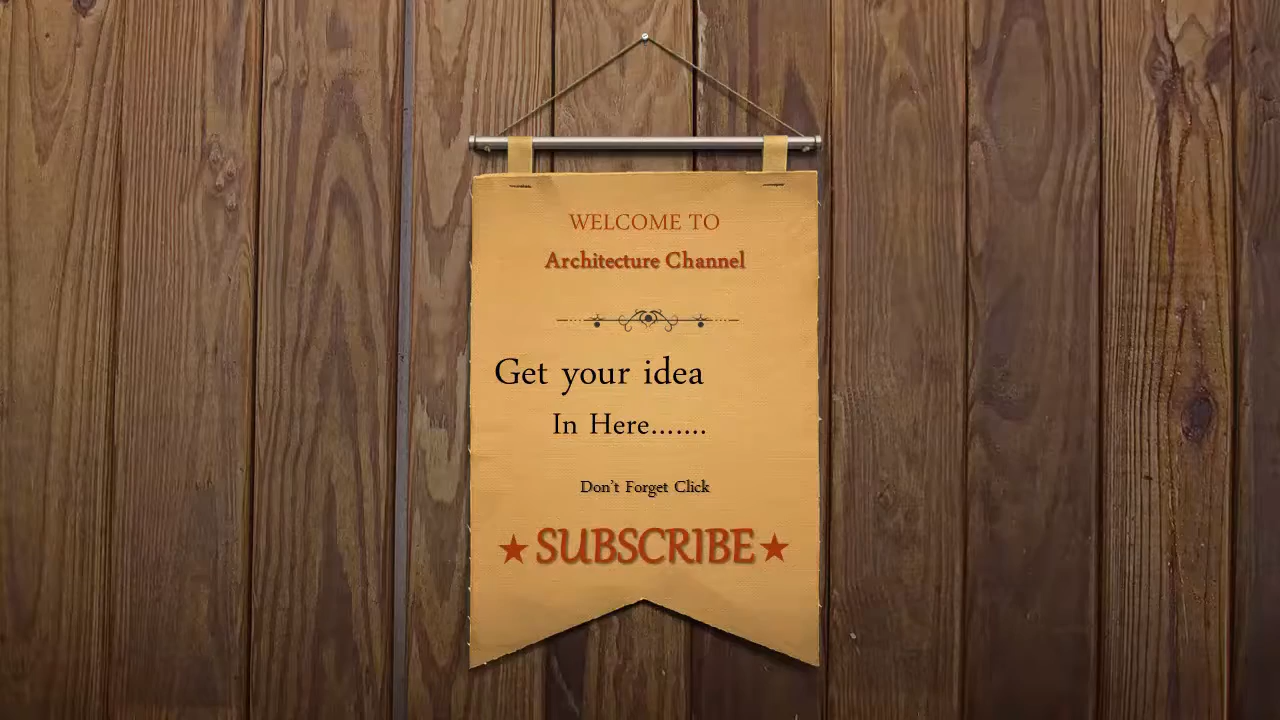 WELCOME TO
Architecture Channel
Get your idea
In Here.......
Don't Forget Click
★ SUBSCRIBE ★